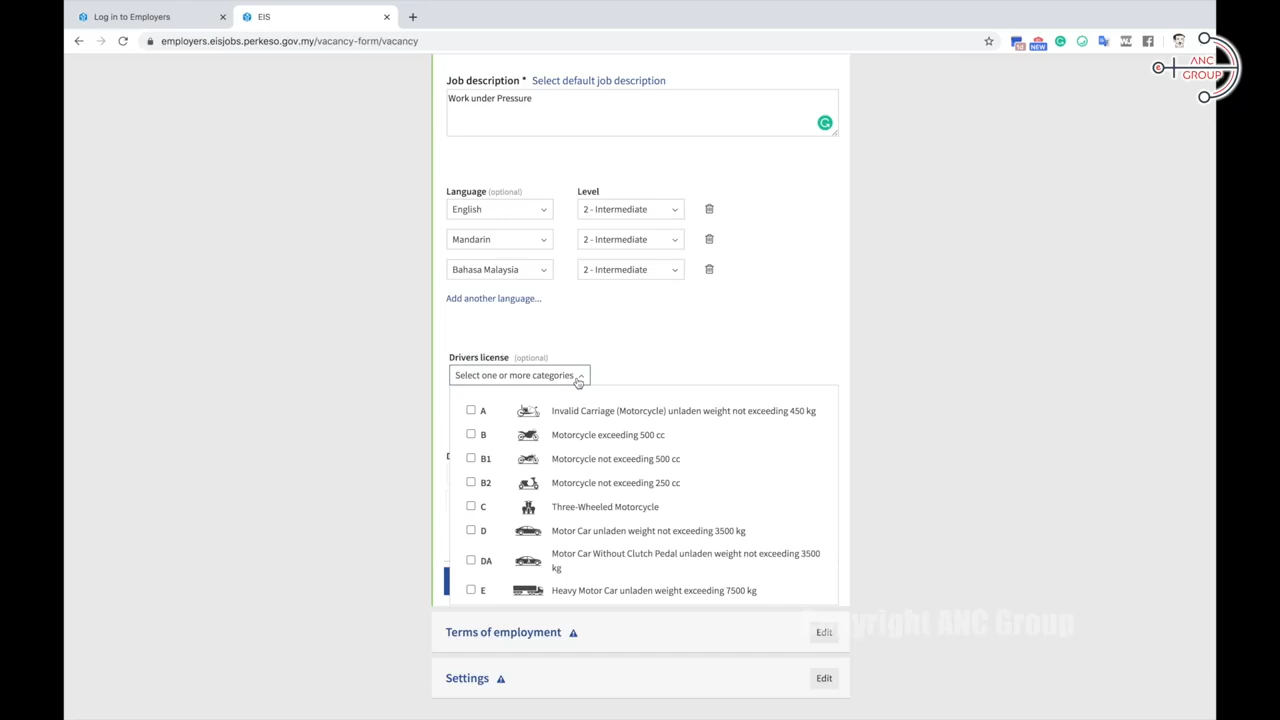 Log in to Employers
EIS
employers.eisjobs.perkeso.gov.my/vacancy-form/vacancy
NEW
ANC
GROUP
Job description * Select default job description
Work under Pressure
Language (optional) Level
English 2 - Intermediate
Mandarin 2 - Intermediate
Bahasa Malaysia 2 - Intermediate
Add another language...
Drivers license (optional)
Select one or more categories
A Invalid Carriage (Motorcycle) unladen weight not exceeding 450 kg
B Motorcycle exceeding 500 cc
B1 Motorcycle not exceeding 500 cc
B2 Motorcycle not exceeding 250 cc
C Three-Wheeled Motorcycle
D Motor Car unladen weight not exceeding 3500 kg
DA Motor Car Without Clutch Pedal unladen weight not exceeding 3500
kg
E Heavy Motor Car unladen weight exceeding 7500 kg
Copyright ANC Group
Terms of employment Edit
Settings Edit